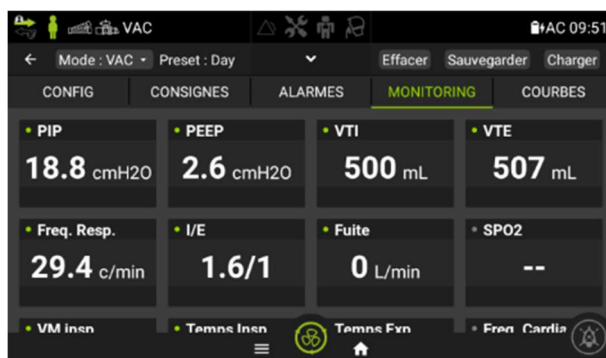 VAC AC 09:51
Mode : VAC Preset : Day Effacer Sauvegarder Charger
CONFIG CONSIGNES ALARMES MONITORING COURBES
PIP PEEP VTI VTE
18.8 cmH2O 2.6 cmH2O 500 mL 507 mL
Freq. Resp. I/E Fuite SPO2
29.4 c/min 1.6/1 0 L/min --
VM insp Temps Insp Temps Exp Freq. Cardia